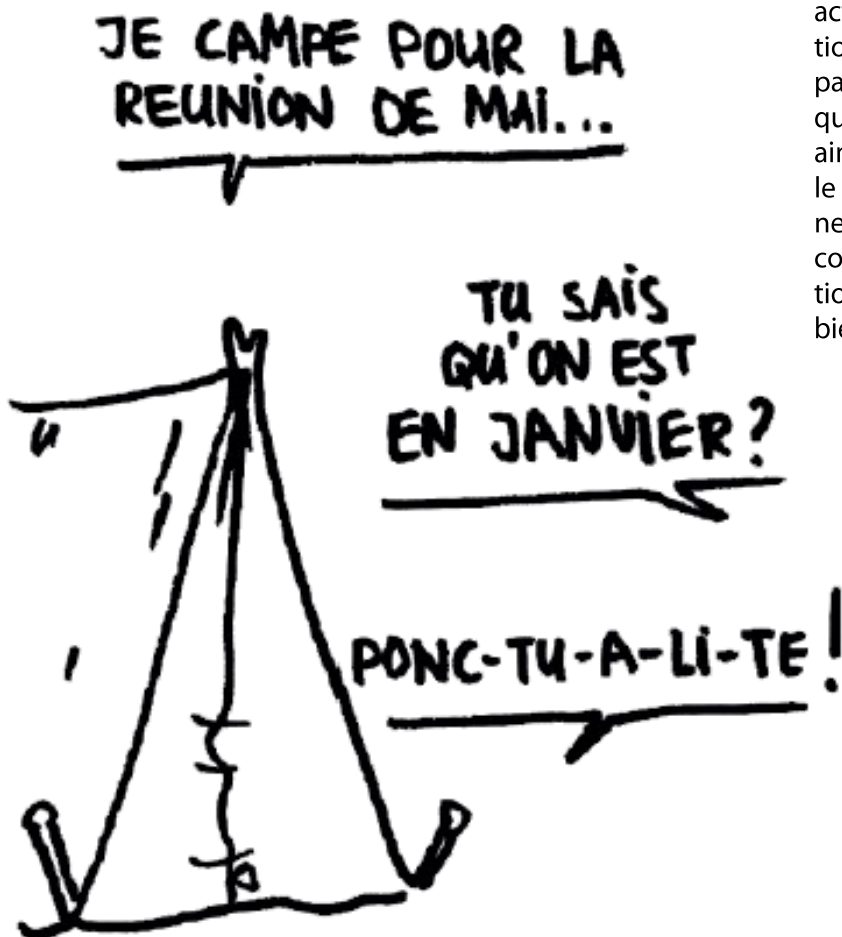 JE CAMPE POUR LA
REUNION DE MAI...
TU SAIS
QU'ON EST
EN JANVIER ?
PONC-TU-A-LI-TE !